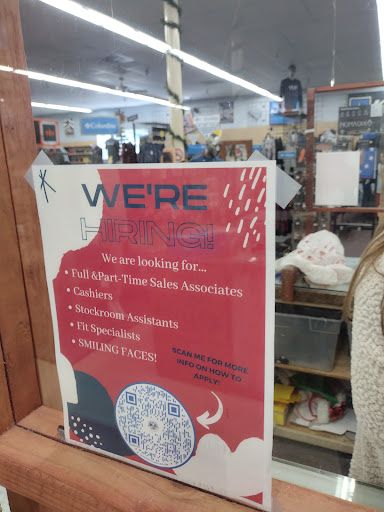 WE'RE
HIRING!
We are looking for...
• Full &Part-Time Sales Associates
• Cashiers
• Stockroom Assistants
• Fit Specialists
• SMILING FACES!
SCAN ME FOR MORE
INFO ON HOW TO
APPLY:
Columbia